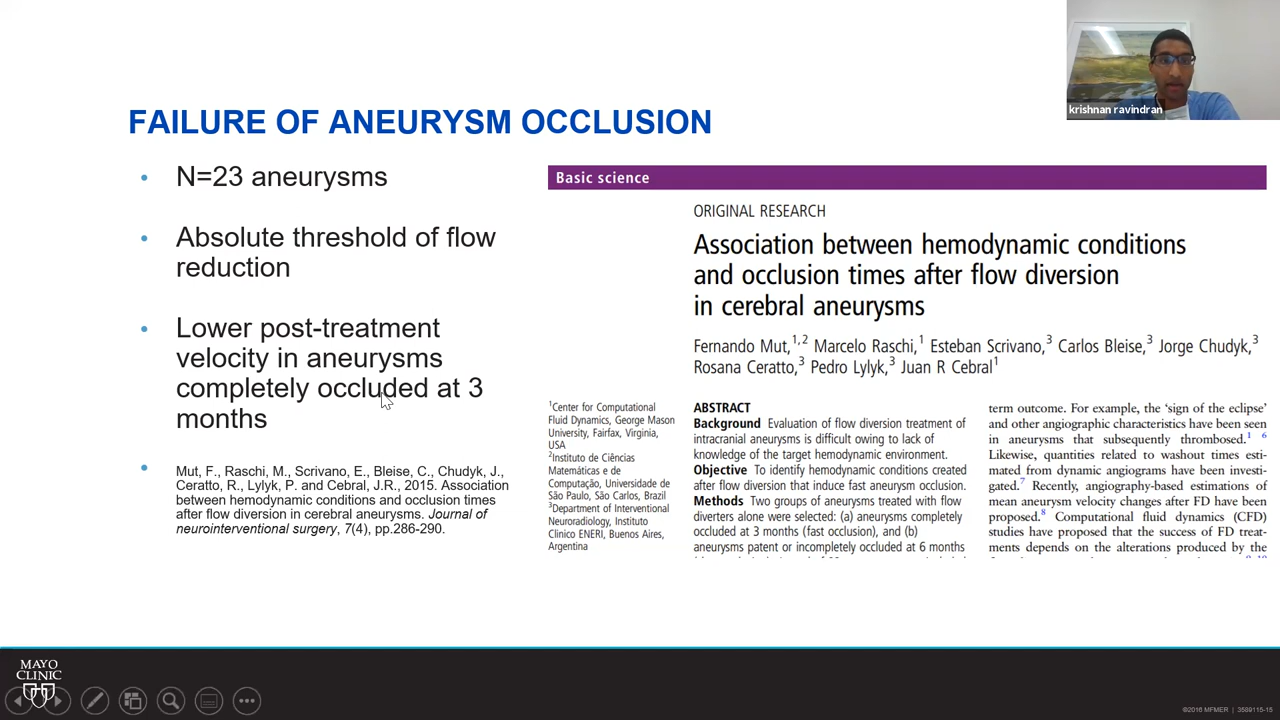 krishnan ravindran
FAILURE OF ANEURYSM OCCLUSION
• N=23 aneurysms
• Absolute threshold of flow
reduction
• Lower post-treatment
velocity in aneurysms
completely occluded at 3
months
• Mut, F., Raschi, M., Scrivano, E., Bleise, C., Chudyk, J.,
Ceratto, R., Lylyk, P. and Cebral, J.R., 2015. Association
between hemodynamic conditions and occlusion times
after flow diversion in cerebral aneurysms. Journal of
neurointerventional surgery, 7(4), pp.286-290.
Basic science
ORIGINAL RESEARCH
Association between hemodynamic conditions
and occlusion times after flow diversion
in cerebral aneurysms
Fernando Mut,1,2 Marcelo Raschi,1 Esteban Scrivano,3 Carlos Bleise,3 Jorge Chudyk,3
Rosana Ceratto,3 Pedro Lylyk,3 Juan R Cebral1
1Center for Computational
Fluid Dynamics, George Mason
University, Fairfax, Virginia,
USA
2Instituto de Ciências
Matemáticas e de
Computação, Universidade de
São Paulo, São Carlos, Brazil
3Department of Interventional
Neuroradiology, Instituto
Clinico ENERI, Buenos Aires,
Argentina
ABSTRACT
Background Evaluation of flow diversion treatment of
intracranial aneurysms is difficult owing to lack of
knowledge of the target hemodynamic environment.
Objective To identify hemodynamic conditions created
after flow diversion that induce fast aneurysm occlusion.
Methods Two groups of aneurysms treated with flow
diverters alone were selected: (a) aneurysms completely
occluded at 3 months (fast occlusion), and (b)
aneurysms patent or incompletely occluded at 6 months
term outcome. For example, the ‘sign of the eclipse’
and other angiographic characteristics have been seen
in aneurysms that subsequently thrombosed.1 6
Likewise, quantities related to washout times esti-
mated from dynamic angiograms have been investi-
gated.7 Recently, angiography-based estimations of
mean aneurysm velocity changes after FD have been
proposed.8 Computational fluid dynamics (CFD)
studies have proposed that the success of FD treat-
ments depends on the alterations produced by the
MAYO
CLINIC
©2016 MFMER | 3589115-15